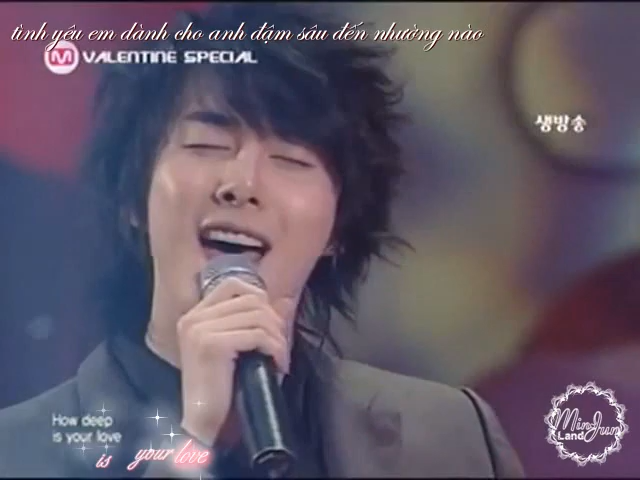 tình yêu em dành cho anh đậm sâu đến nhường nào
M VALENTINE SPECIAL
생방송
How deep
is your love
is your love
MinJun
Land